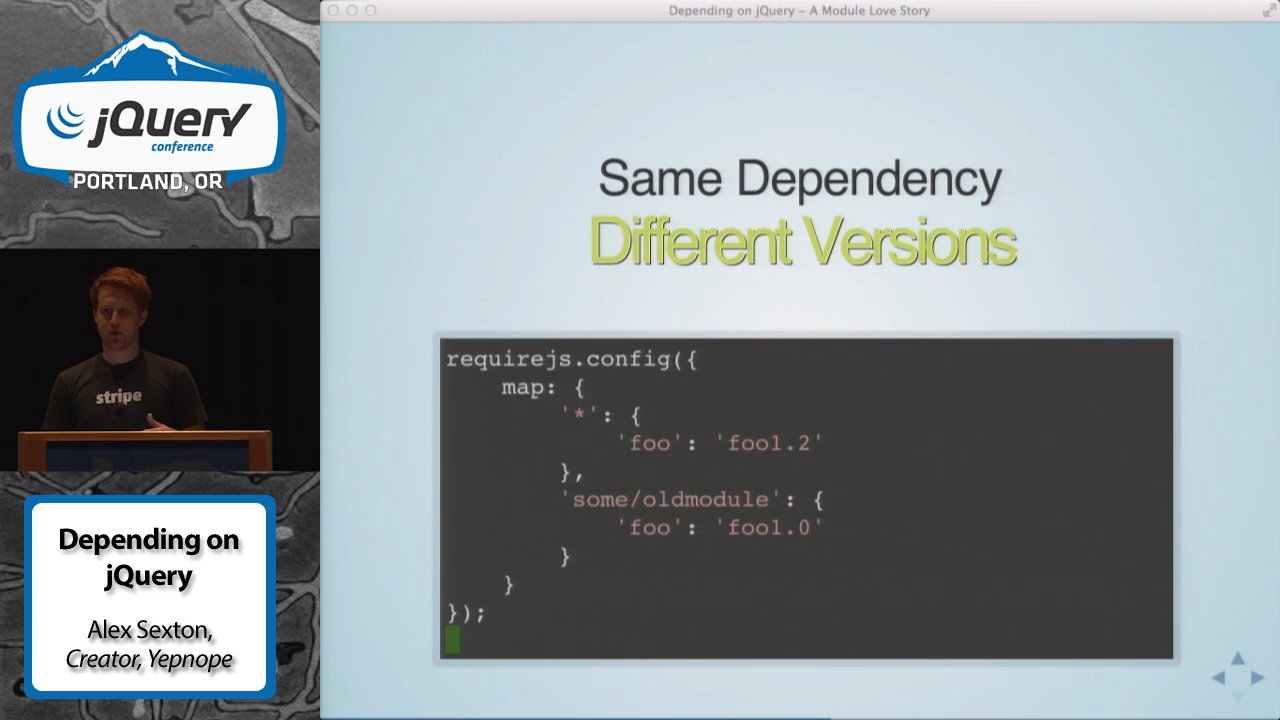 jQuery
conference
PORTLAND, OR
stripe
Depending on
jQuery
Alex Sexton,
Creator, Yepnope
Depending on jQuery – A Module Love Story
Same Dependency
Different Versions
requirejs.config({
    map: {
        '*': {
            'foo': 'foo1.2'
        },
        'some/oldmodule': {
            'foo': 'foo1.0'
        }
    }
});